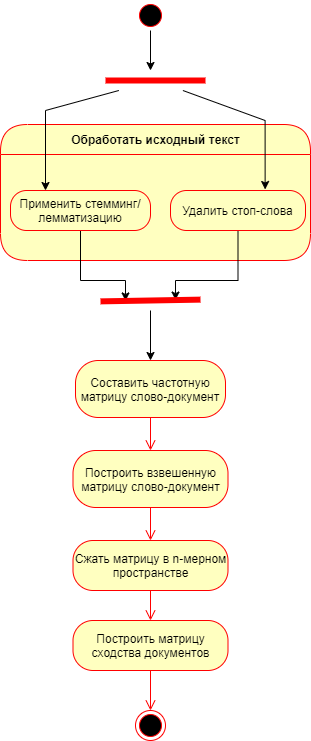 Обработать исходный текст
Применить стемминг/
лемматизацию
Удалить стоп-слова
Составить частотную
матрицу слово-документ
Построить взвешенную
матрицу слово-документ
Сжать матрицу в n-мерном
пространстве
Построить матрицу
сходства документов